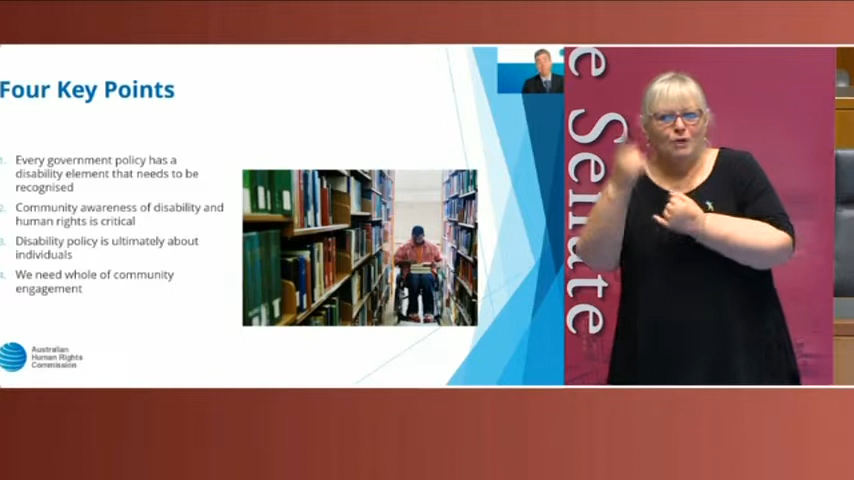 Four Key Points
1. Every government policy has a
disability element that needs to be
recognised
2. Community awareness of disability and
human rights is critical
3. Disability policy is ultimately about
individuals
4. We need whole of community
engagement
Australian
Human Rights
Commission
e Senate